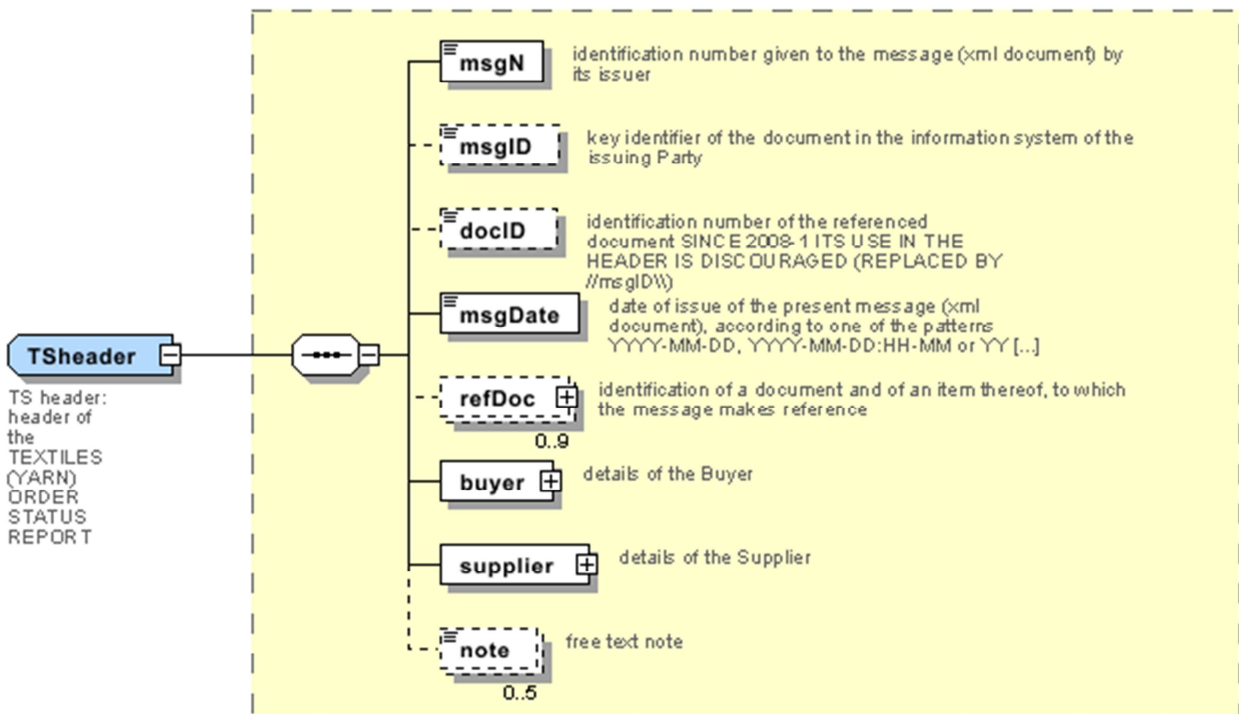 msgN
identification number given to the message (xml document) by
its issuer
msgID
key identifier of the document in the information system of the
issuing Party
docID
identification number of the referenced
document SINCE 2008-1 ITS USE IN THE
HEADER IS DISCOURAGED (REPLACED BY
//msgID\\)
msgDate
date of issue of the present message (xml
document), according to one of the patterns
YYYY-MM-DD, YYYY-MM-DD:HH-MM or YY [...]
TSheader
TS header:
header of
the
TEXTILES
(YARN)
ORDER
STATUS
REPORT
refDoc
identification of a document and of an item thereof, to which
the message makes reference
0..9
buyer
details of the Buyer
supplier
details of the Supplier
note
free text note
0..5